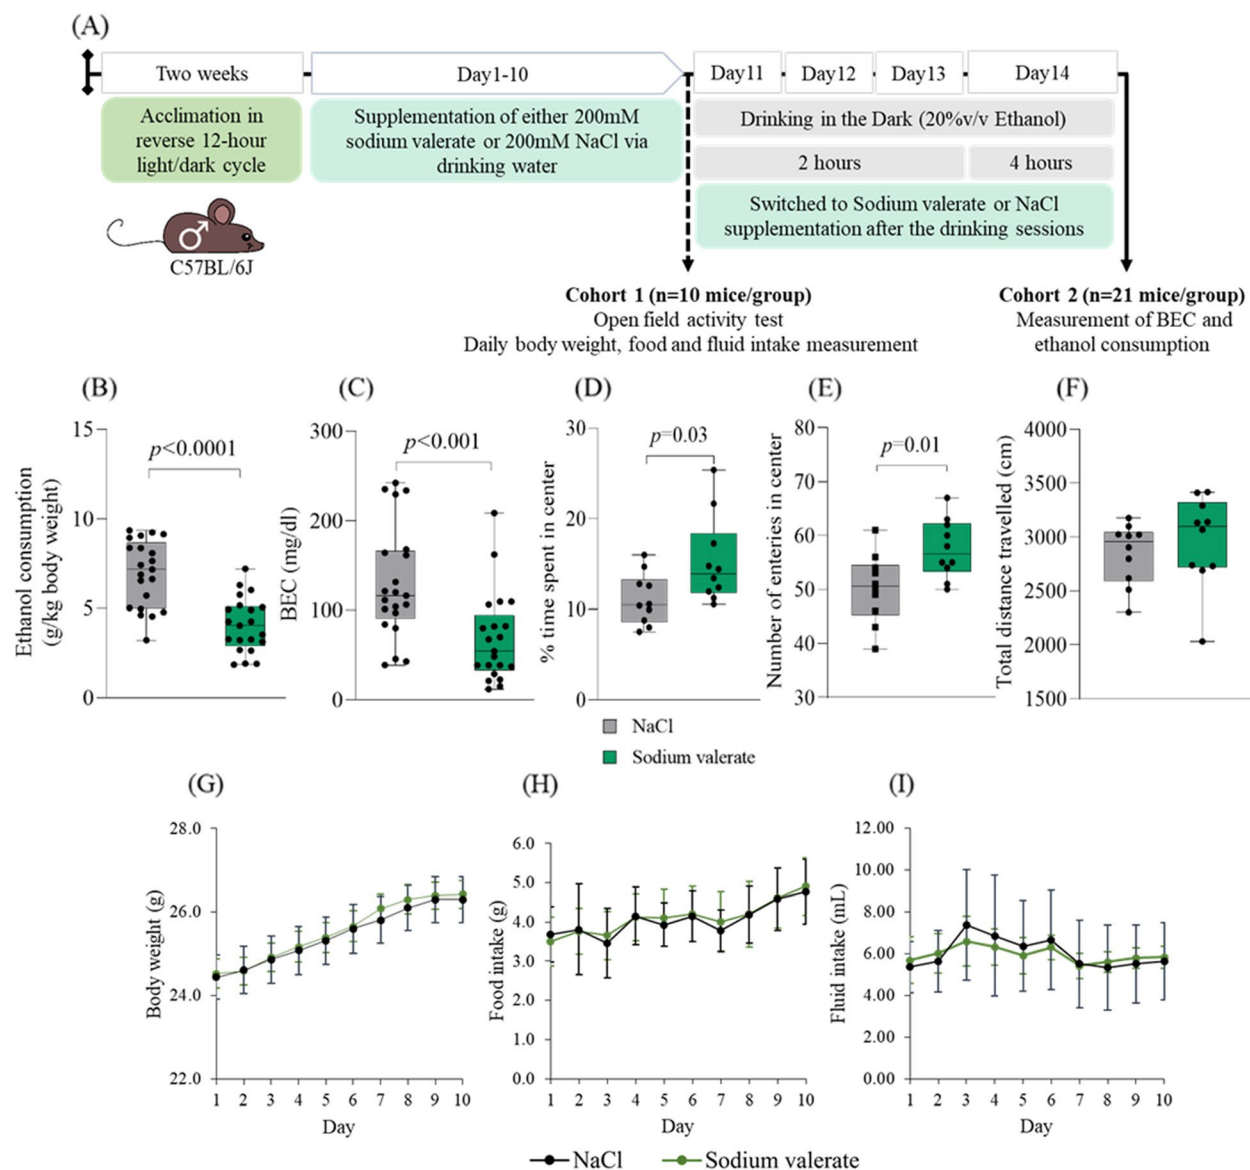 (A)
Two weeks
Day1-10
Day11
Day12
Day13
Day14
Acclimation in
reverse 12-hour
light/dark cycle
Supplementation of either 200mM
sodium valerate or 200mM NaCl via
drinking water
Drinking in the Dark (20%v/v Ethanol)
2 hours
4 hours
Switched to Sodium valerate or NaCl
supplementation after the drinking sessions
C57BL/6J
Cohort 1 (n=10 mice/group)
Open field activity test
Daily body weight, food and fluid intake measurement
Cohort 2 (n=21 mice/group)
Measurement of BEC and
ethanol consumption
(B)
Ethanol consumption
(g/kg body weight)
15
10
5
0
p<0.0001
(C)
BEC (mg/dl)
300
200
100
0
p<0.001
(D)
% time spent in center
30
20
10
0
p=0.03
(E)
Number of enteries in center
80
70
60
50
40
30
p=0.01
(F)
Total distance travelled (cm)
4000
3500
3000
2500
2000
1500
NaCl
Sodium valerate
(G)
Body weight (g)
28.0
26.0
24.0
22.0
1 2 3 4 5 6 7 8 9 10
Day
(H)
Food intake (g)
6.0
5.0
4.0
3.0
2.0
1.0
0.0
1 2 3 4 5 6 7 8 9 10
Day
(I)
Fluid intake (mL)
12.00
10.00
8.00
6.00
4.00
2.00
0.00
1 2 3 4 5 6 7 8 9 10
Day
NaCl
Sodium valerate